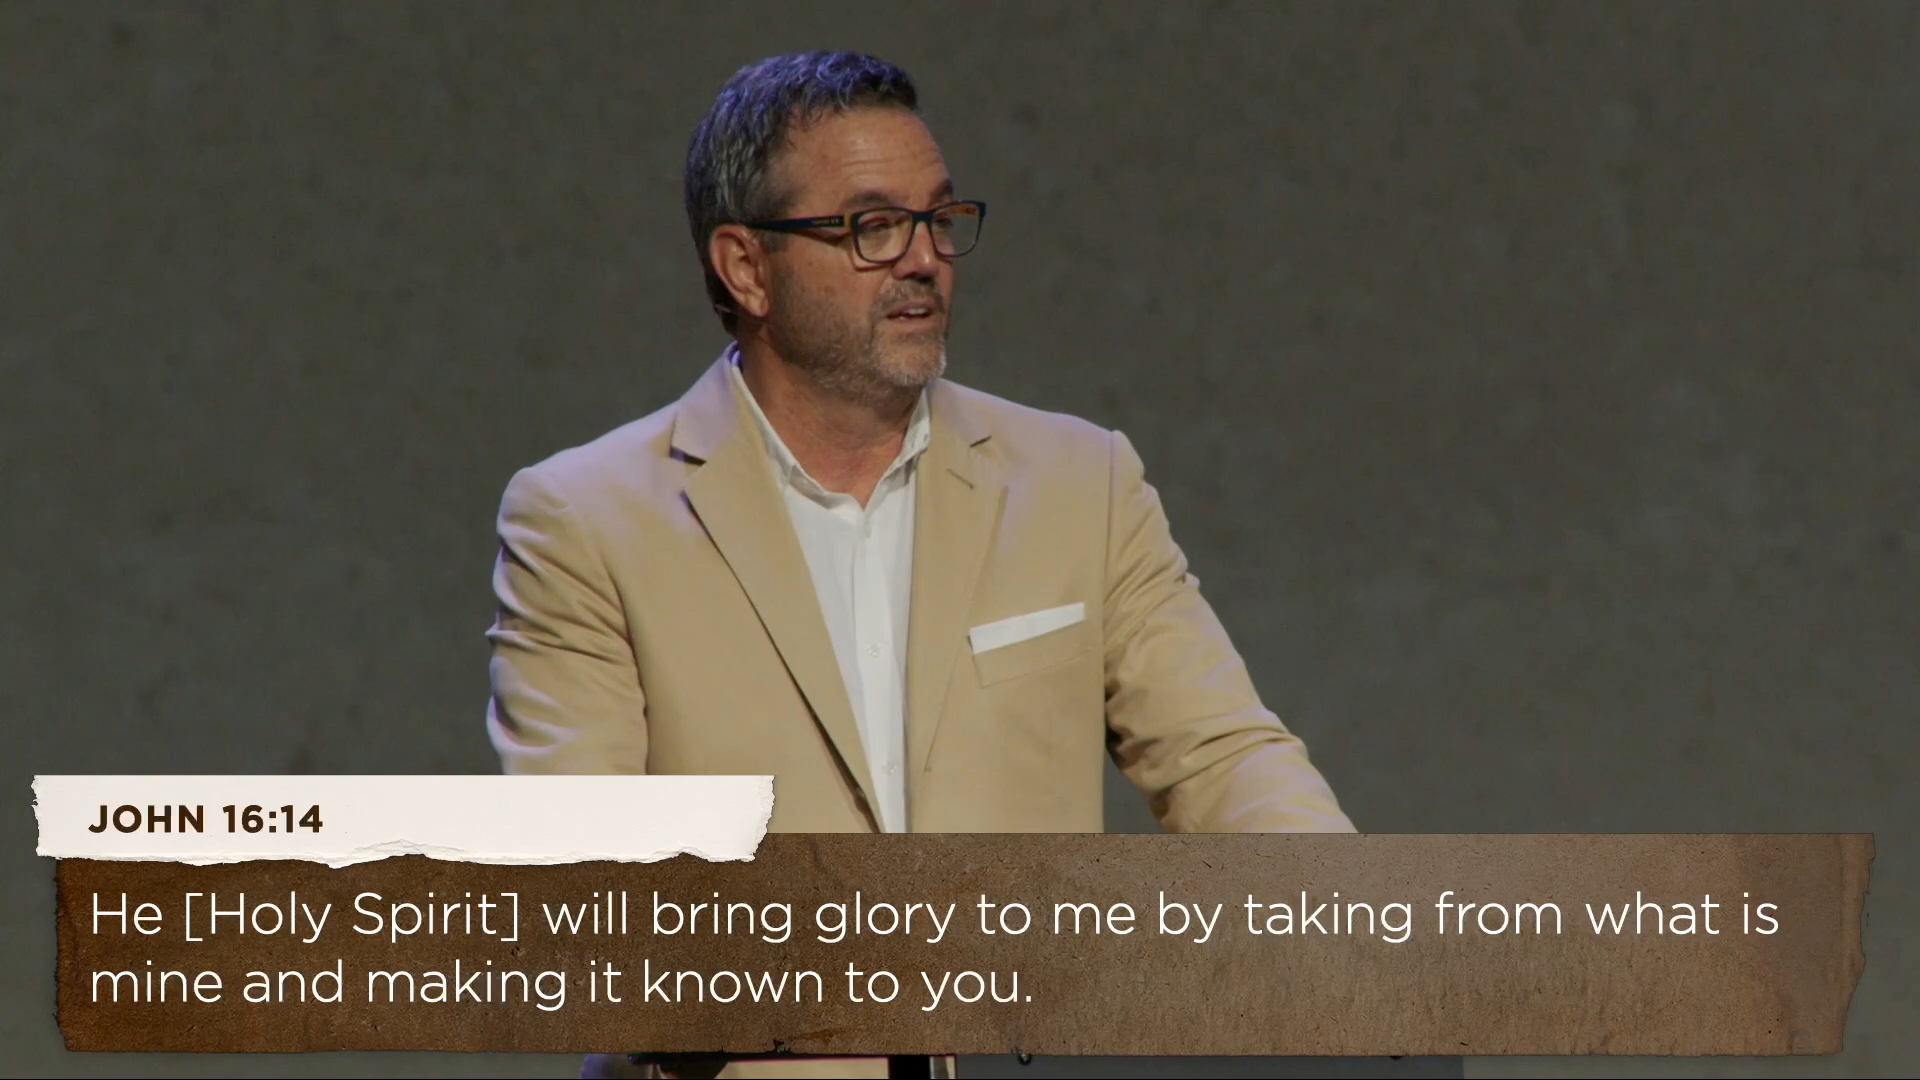 JOHN 16:14
He [Holy Spirit] will bring glory to me by taking from what is
mine and making it known to you.